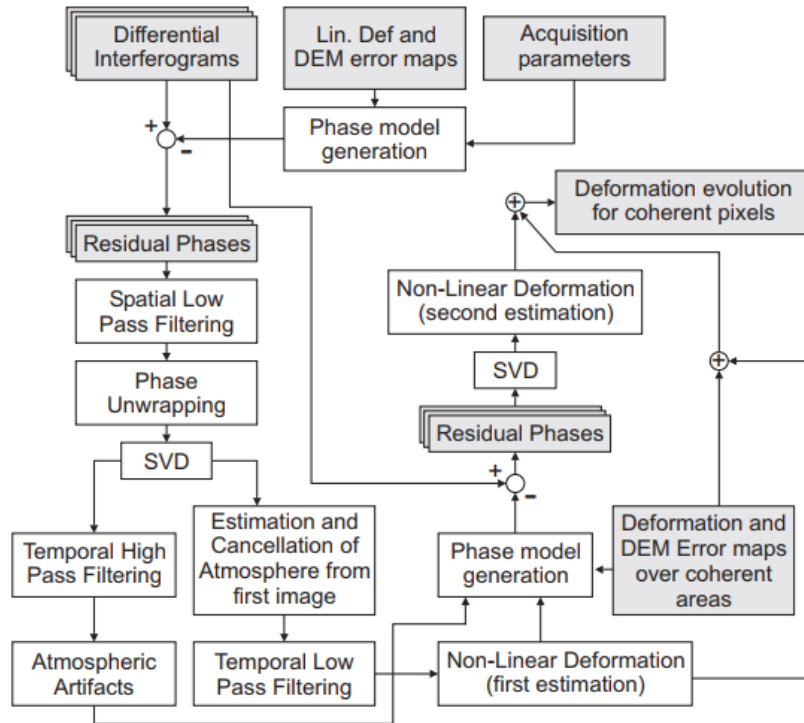 Differential
Interferograms
Lin. Def and
DEM error maps
Acquisition
parameters
+
-
Phase model
generation
Residual Phases
Spatial Low
Pass Filtering
Phase
Unwrapping
SVD
Temporal High
Pass Filtering
Atmospheric
Artifacts
Estimation and
Cancellation of
Atmosphere from
first image
Temporal Low
Pass Filtering
Non-Linear Deformation
(first estimation)
Phase model
generation
Deformation and
DEM Error maps
over coherent
areas
+
-
Residual Phases
SVD
Non-Linear Deformation
(second estimation)
+
+
Deformation evolution
for coherent pixels